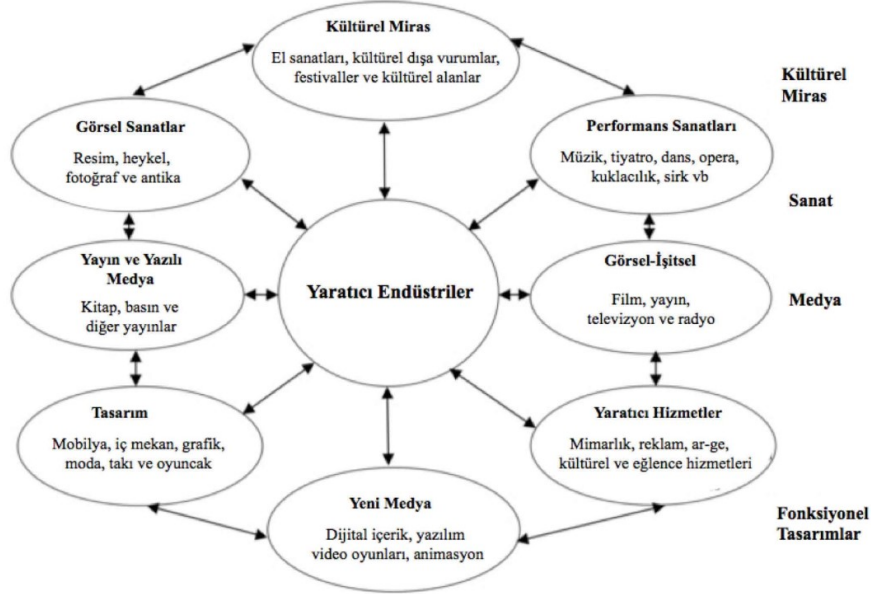 Kültürel Miras
El sanatları, kültürel dışa vurumlar,
festivaller ve kültürel alanlar
Kültürel
Miras
Görsel Sanatlar
Resim, heykel,
fotoğraf ve antika
Performans Sanatları
Müzik, tiyatro, dans, opera,
kuklacılık, sirk vb
Sanat
Yayın ve Yazılı
Medya
Kitap, basın ve
diğer yayınlar
Yaratıcı Endüstriler
Görsel-İşitsel
Film, yayın,
televizyon ve radyo
Medya
Tasarım
Mobilya, iç mekan, grafik,
moda, takı ve oyuncak
Yaratıcı Hizmetler
Mimarlık, reklam, ar-ge,
kültürel ve eğlence hizmetleri
Yeni Medya
Dijital içerik, yazılım
video oyunları, animasyon
Fonksiyonel
Tasarımlar